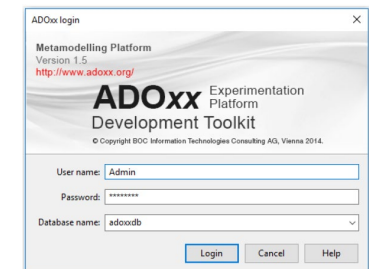 ADOxx login
Metamodelling Platform
Version 1.5
http://www.adoxx.org/
ADOxx Experimentation Platform
Development Toolkit
© Copyright BOC Information Technologies Consulting AG, Vienna 2014.
User name: Admin
Password: ********
Database name: adoxxdb
Login Cancel Help